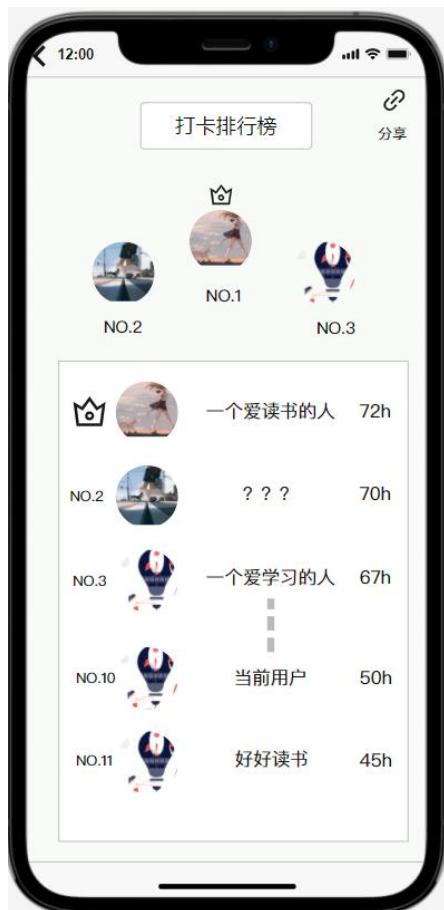 12:00
打卡排行榜
分享
NO.1
NO.2
NO.3
一个爱读书的人 72h
NO.2 ？？？ 70h
NO.3 一个爱学习的人 67h
NO.10 当前用户 50h
NO.11 好好读书 45h